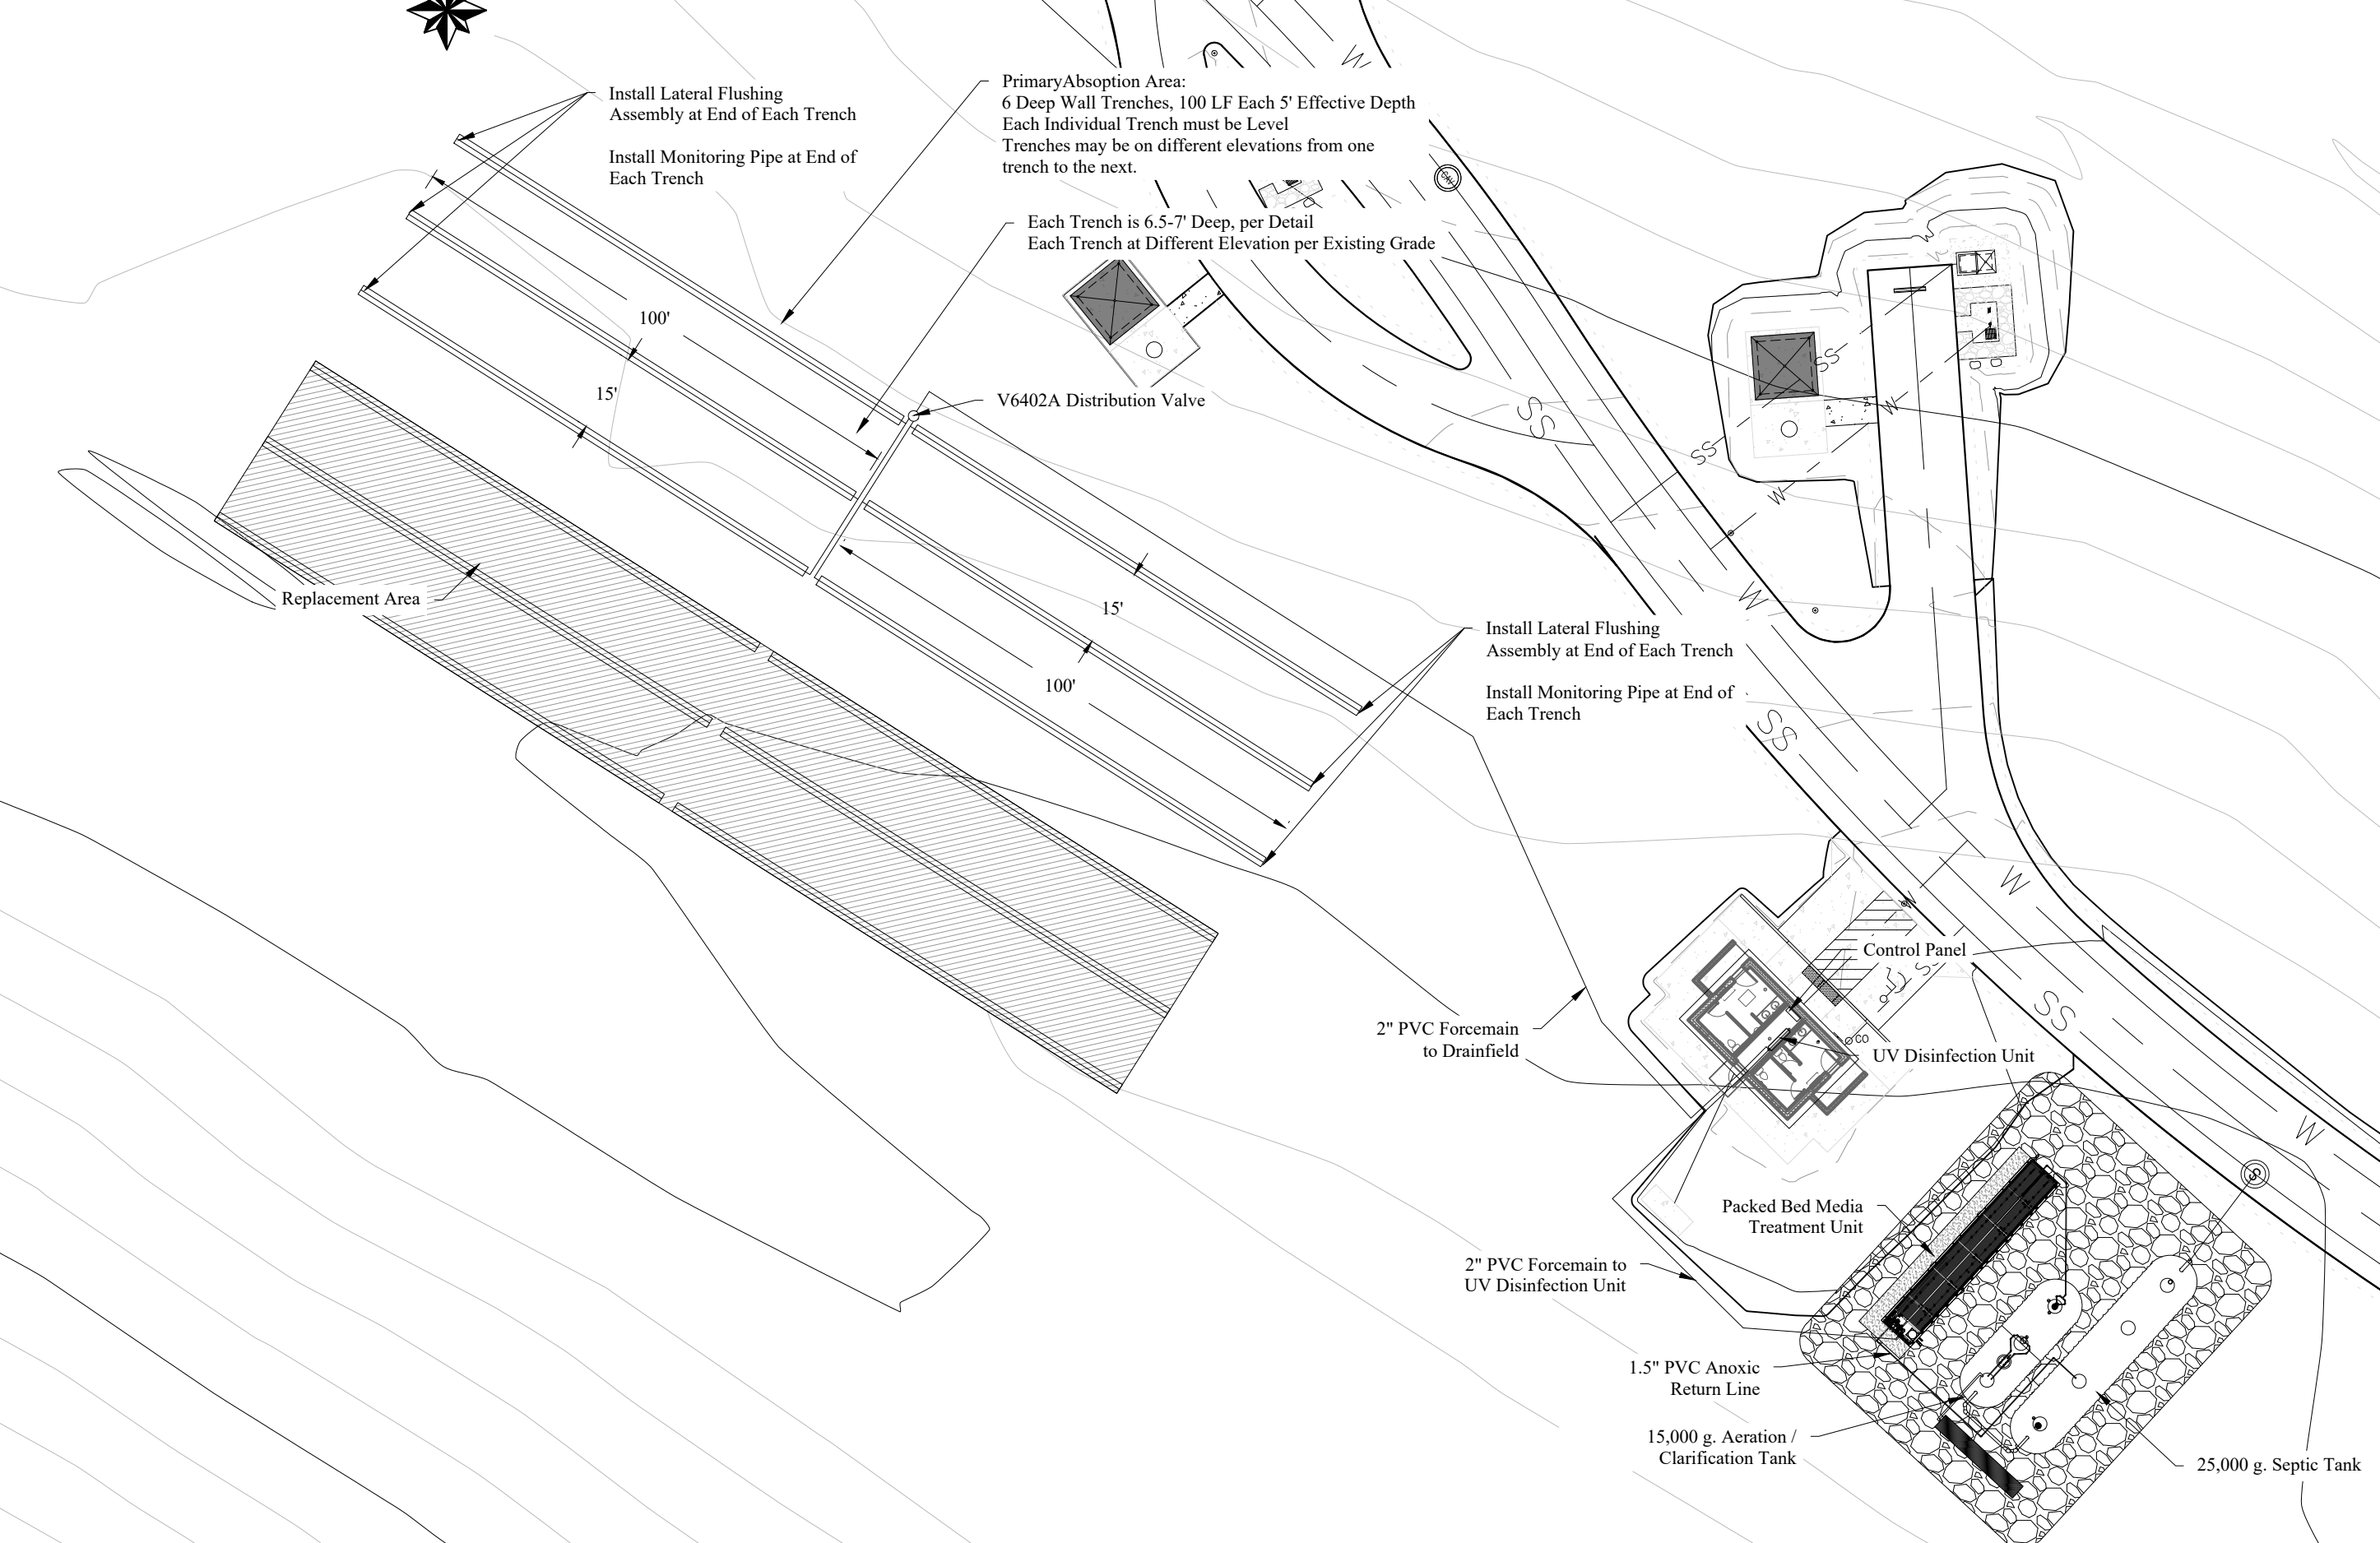 Install Lateral Flushing
Assembly at End of Each Trench
Install Monitoring Pipe at End of
Each Trench
PrimaryAbsoption Area:
6 Deep Wall Trenches, 100 LF Each 5' Effective Depth
Each Individual Trench must be Level
Trenches may be on different elevations from one
trench to the next.
Each Trench is 6.5-7' Deep, per Detail
Each Trench at Different Elevation per Existing Grade
W
100'
15'
V6402A Distribution Valve
SS
SS
SS
W
W
W
Replacement Area
15'
100'
Install Lateral Flushing
Assembly at End of Each Trench
Install Monitoring Pipe at End of
Each Trench
SS
W
W
Control Panel
SS
SS
2" PVC Forcemain
to Drainfield
CO
UV Disinfection Unit
W
S
Packed Bed Media
Treatment Unit
2" PVC Forcemain to
UV Disinfection Unit
1.5" PVC Anoxic
Return Line
15,000 g. Aeration /
Clarification Tank
25,000 g. Septic Tank